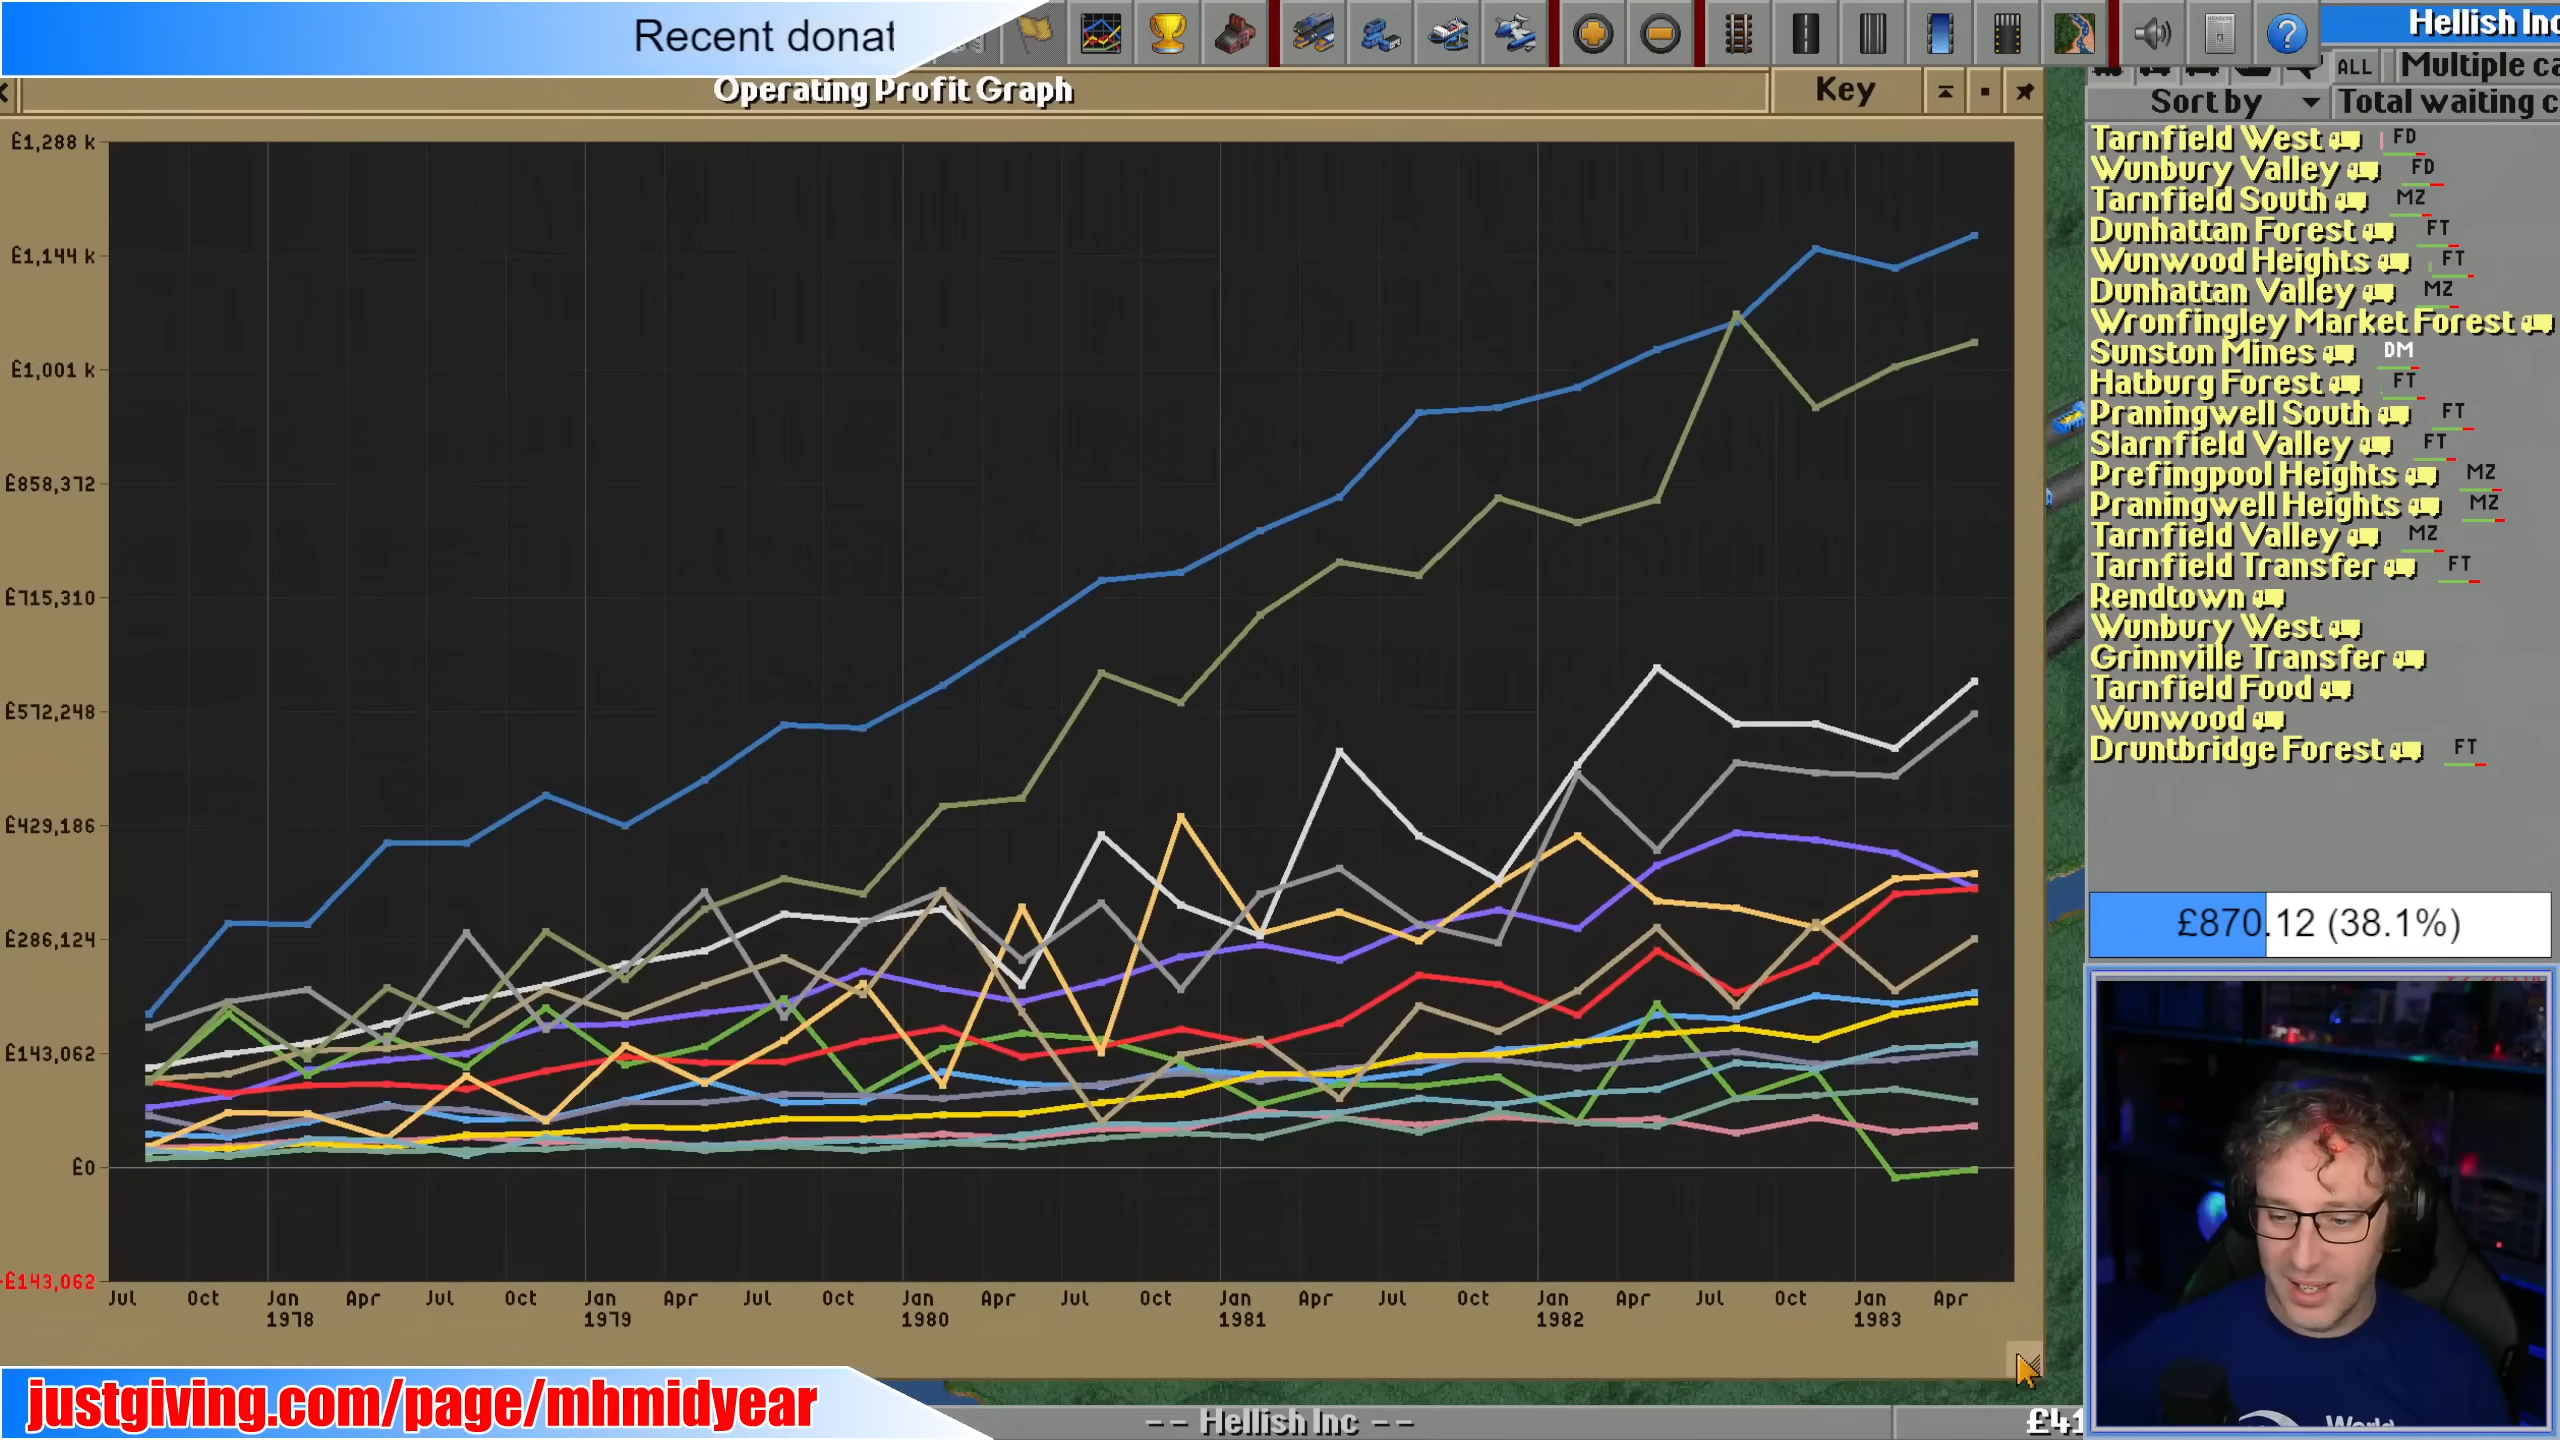 Recent donat
Hellish Inc
Operating Profit Graph
Key
ALL
Multiple ca
Sort by
Total waiting c
£1,288 k
£1,144 k
£1,001 k
£858,372
£715,310
£572,248
£429,186
£286,124
£143,062
£0
-£143,062
Jul Oct Jan Apr Jul Oct Jan Apr Jul Oct Jan Apr Jul Oct Jan Apr Jul Oct Jan Apr Jul Oct Jan Apr
1978 1979 1980 1981 1982 1983
Tarnfield West FD
Wunbury Valley FD
Tarnfield South MZ
Dunhattan Forest FT
Wunwood Heights FT
Dunhattan Valley MZ
Wronfingley Market Forest
Sunston Mines DM
Hatburg Forest FT
Praningwell South FT
Slarnfield Valley FT
Prefingpool Heights MZ
Praningwell Heights MZ
Tarnfield Valley MZ
Tarnfield Transfer FT
Rendtown
Wunbury West
Grinnville Transfer
Tarnfield Food
Wunwood
Druntbridge Forest FT
£870.12 (38.1%)
justgiving.com/page/mhmidyear
-- Hellish Inc --
£41